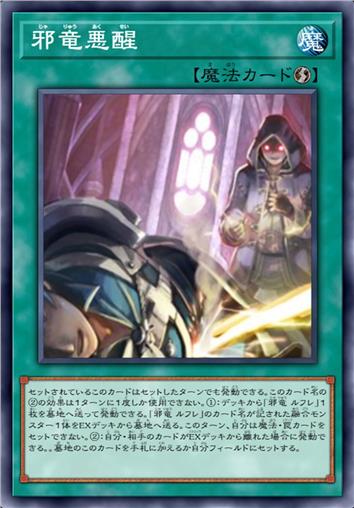 邪竜悪醒
じゃ りゅう あく せい
魔
【魔法カード】
ま ほう
セットされているこのカードはセットしたターンでも発動できる。このカード名の
②の効果は1ターンに1度しか使用できない。①:デッキから「邪竜 ルフレ」1
枚を墓地へ送って発動できる。「邪竜 ルフレ」のカード名が記された融合モン
スター1体をEXデッキから墓地へ送る。このターン、自分は魔法・罠カードを
セットできない。②:自分・相手のカードがEXデッキから離れた場合に発動で
きる。墓地のこのカードを手札に加えるか自分フィールドにセットする。